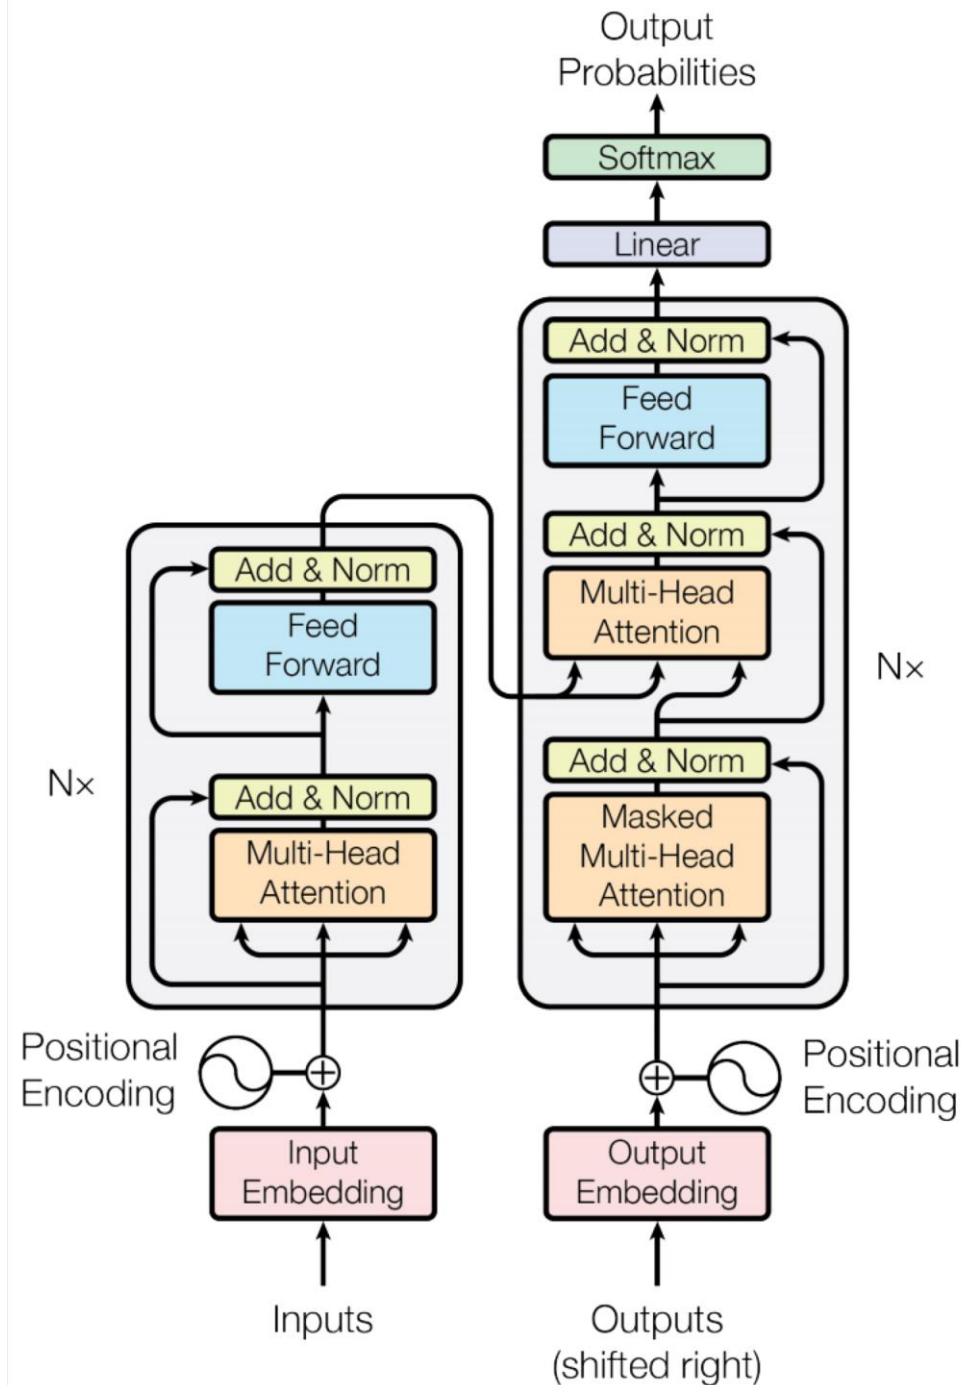 Output
Probabilities
Softmax
Linear
Add & Norm
Feed
Forward
Add & Norm
Multi-Head
Attention
Add & Norm
Masked
Multi-Head
Attention
N×
Add & Norm
Feed
Forward
Add & Norm
Multi-Head
Attention
N×
Positional
Encoding
Positional
Encoding
Input
Embedding
Output
Embedding
Inputs
Outputs
(shifted right)